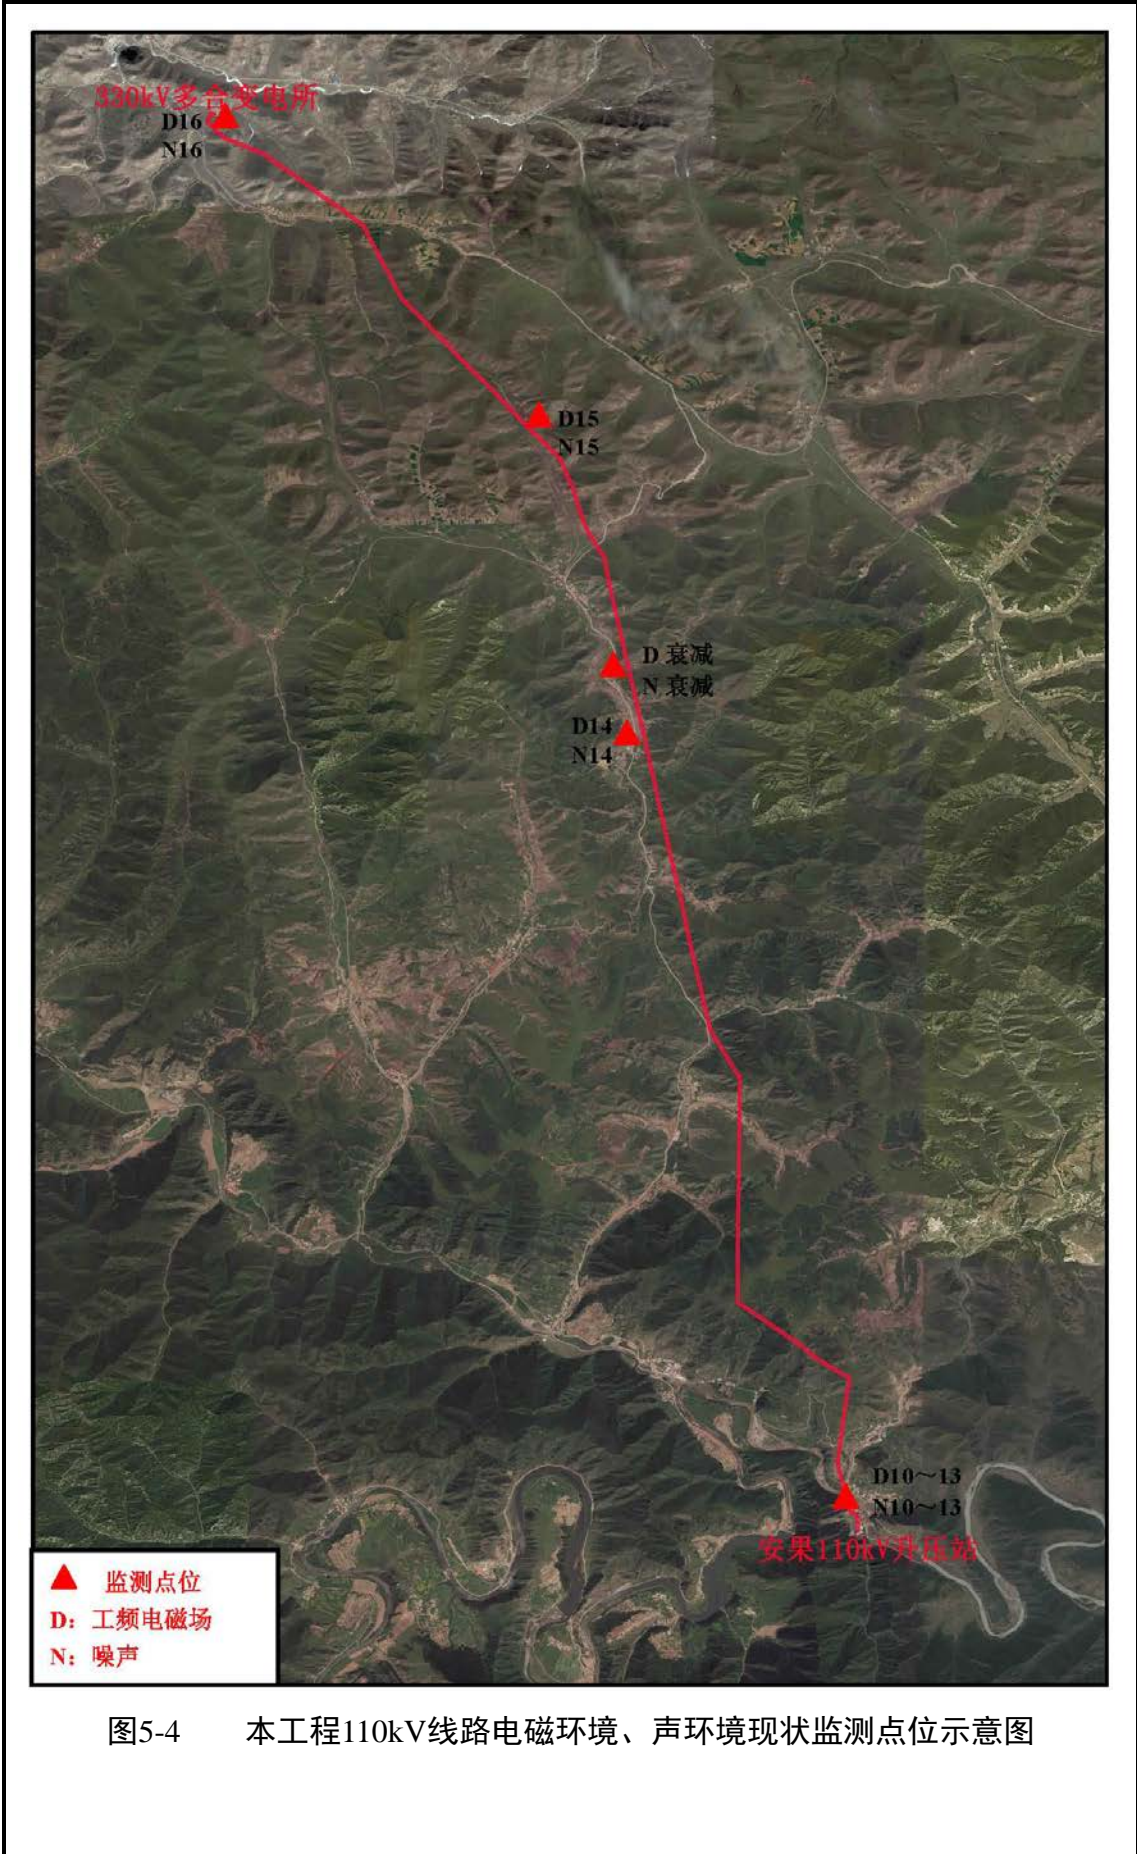 330kV多合变电所
D16
N16
D15
N15
D 衰减
N 衰减
D14
N14
D10～13
N10～13
安果110kV升压站
监测点位
D：工频电磁场
N：噪声
图5-4 本工程110kV线路电磁环境、声环境现状监测点位示意图